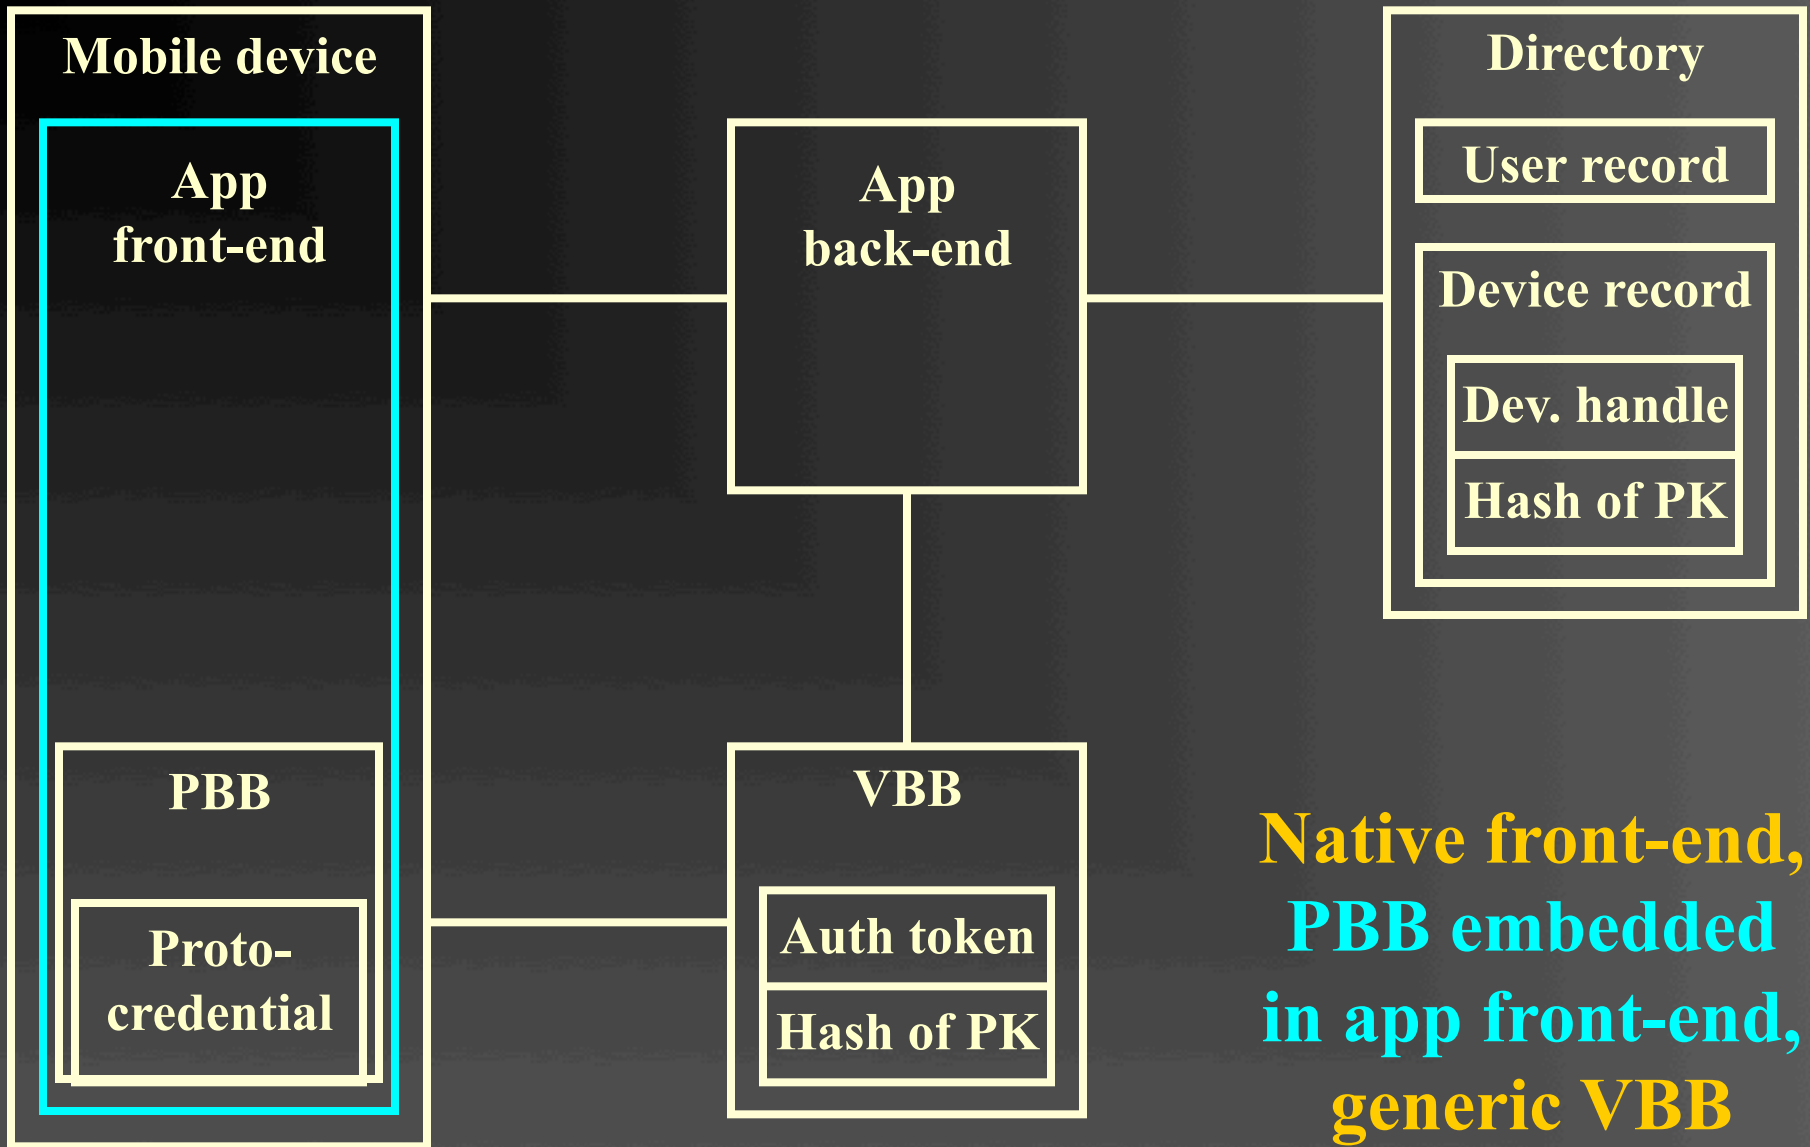 Mobile device
App
front-end
PBB
Proto-
credential
App
back-end
VBB
Auth token
Hash of PK
Directory
User record
Device record
Dev. handle
Hash of PK
Native front-end,
PBB embedded
in app front-end,
generic VBB